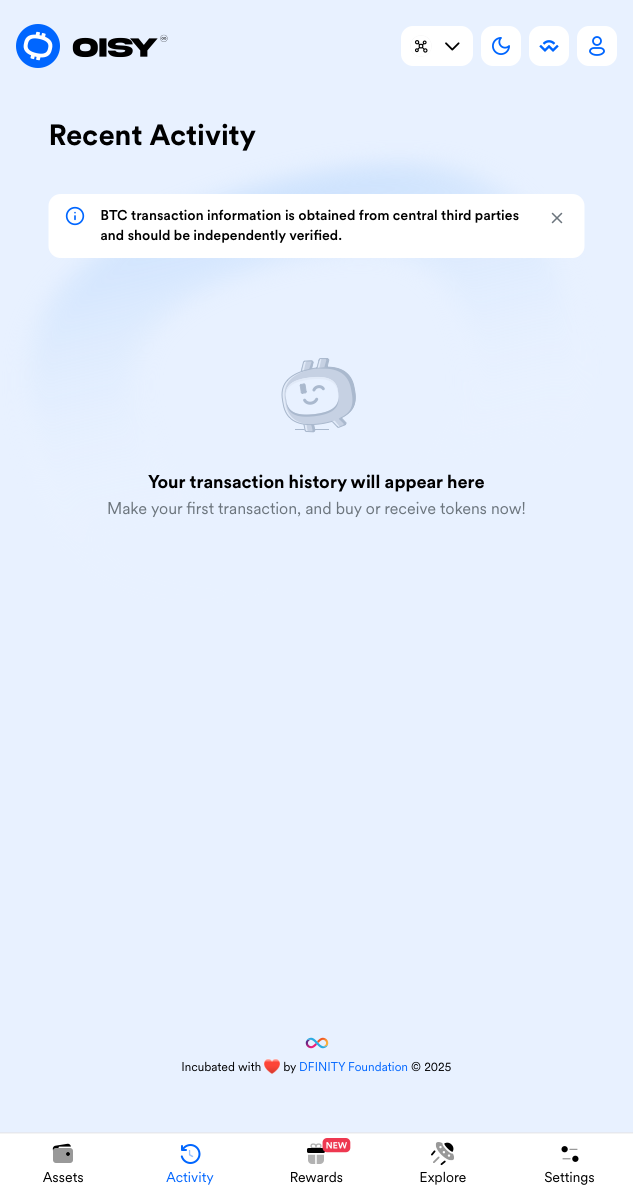 OISY
Recent Activity
BTC transaction information is obtained from central third parties
and should be independently verified.
Your transaction history will appear here
Make your first transaction, and buy or receive tokens now!
Incubated with ❤️ by DFINITY Foundation © 2025
NEW
Assets
Activity
Rewards
Explore
Settings